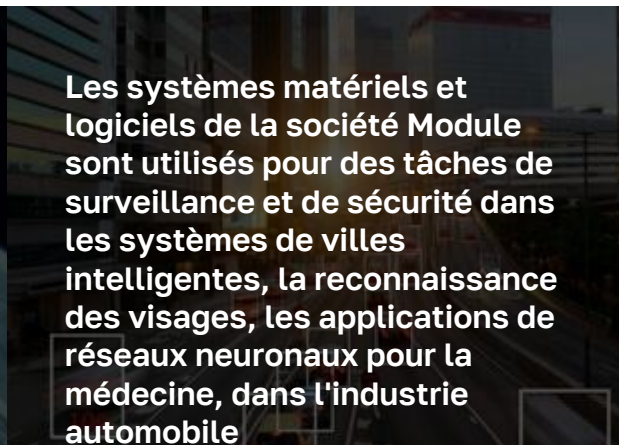 Les systèmes matériels et
logiciels de la société Module
sont utilisés pour des tâches de
surveillance et de sécurité dans
les systèmes de villes
intelligentes, la reconnaissance
des visages, les applications de
réseaux neuronaux pour la
médecine, dans l'industrie
automobile